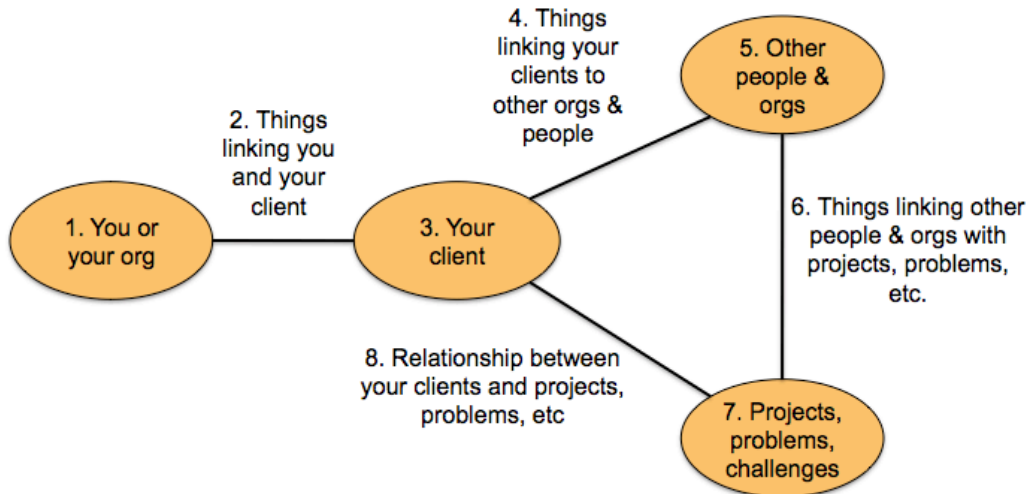 4. Things
linking your
clients to
other orgs &
people
5. Other
people &
orgs
2. Things
linking you
and your
client
1. You or
your org
3. Your
client
6. Things linking other
people & orgs with
projects, problems,
etc.
8. Relationship between
your clients and projects,
problems, etc
7. Projects,
problems,
challenges